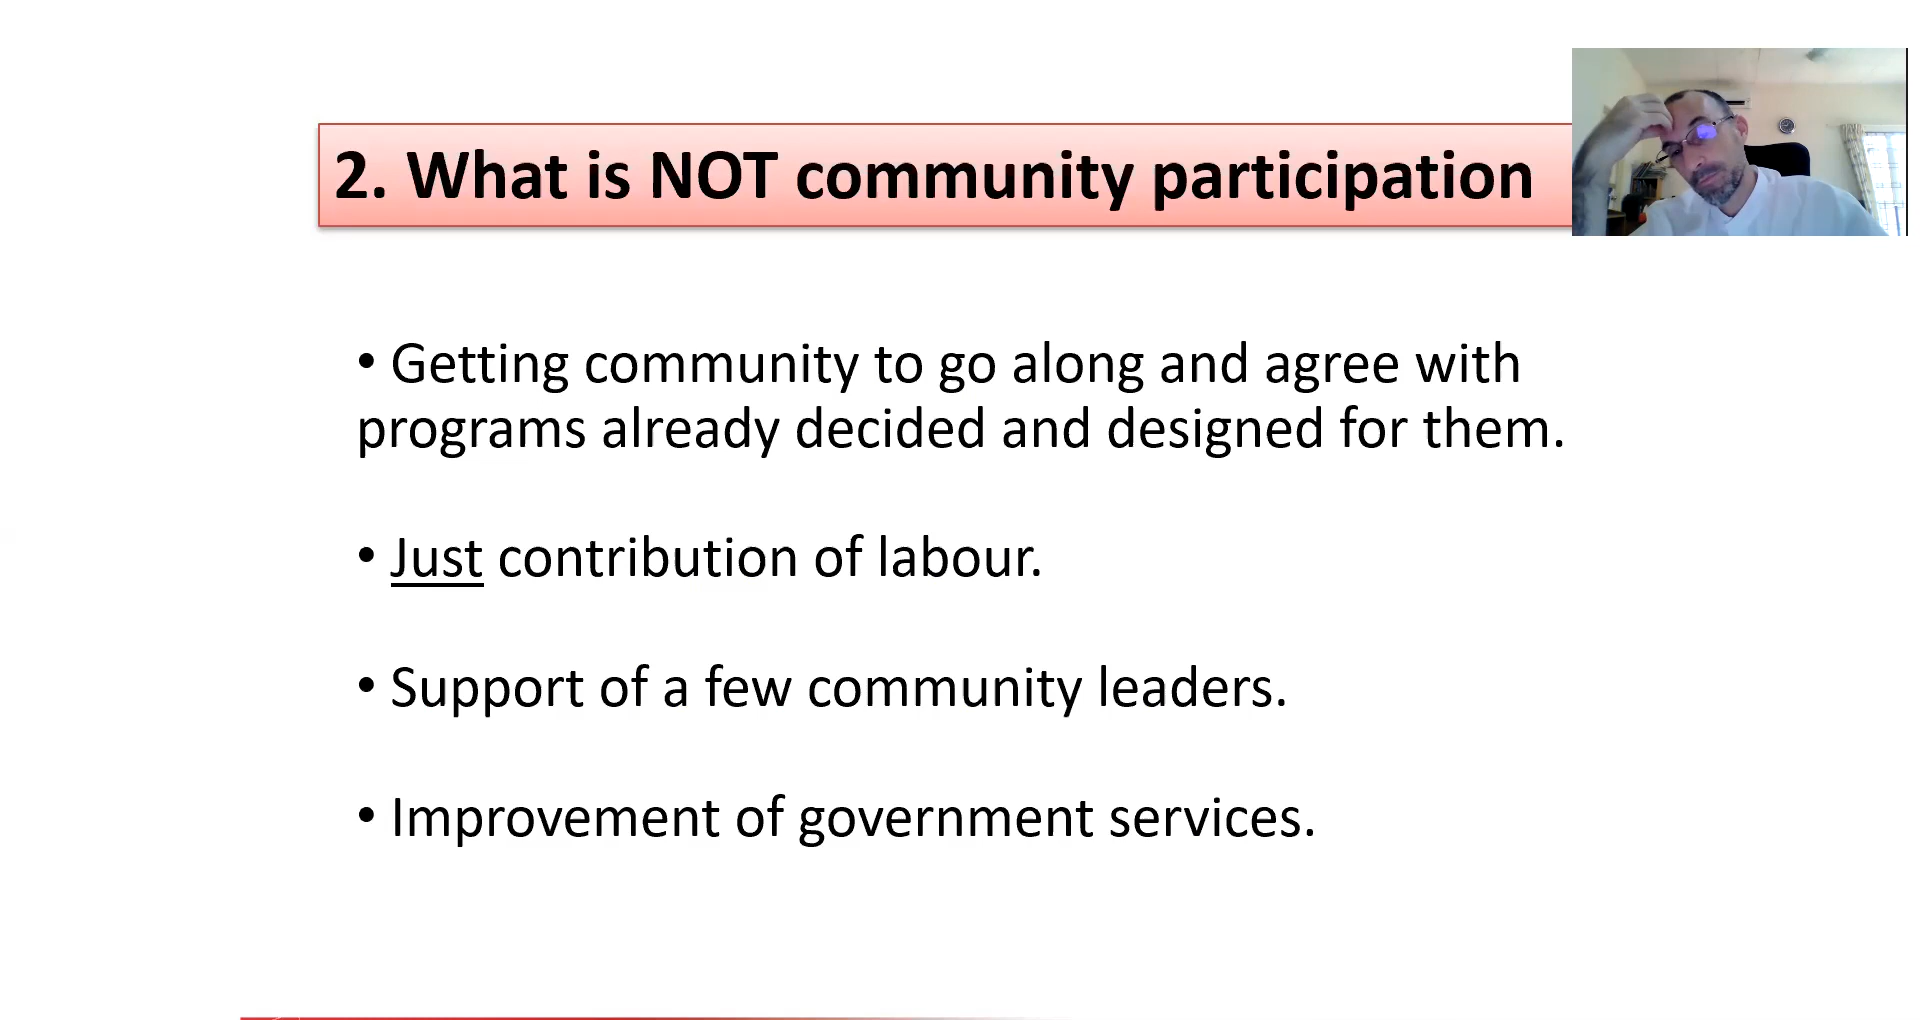 2. What is NOT community participation
• Getting community to go along and agree with
programs already decided and designed for them.
• Just contribution of labour.
• Support of a few community leaders.
• Improvement of government services.